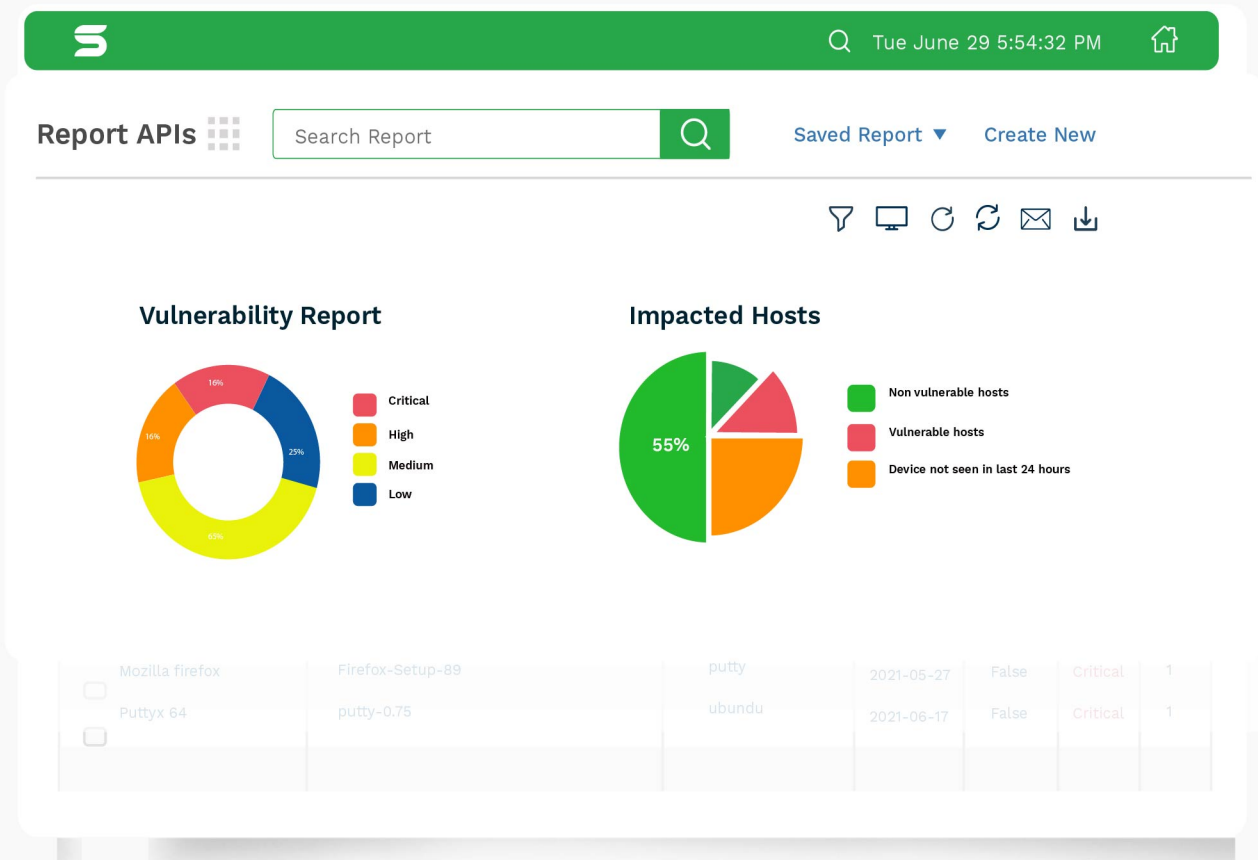 Tue June 29 5:54:32 PM
Report APIs
Search Report
Saved Report ▼
Create New
Vulnerability Report
16%
16%
25%
65%
Critical
High
Medium
Low
Impacted Hosts
55%
Non vulnerable hosts
Vulnerable hosts
Device not seen in last 24 hours
Mozilla firefox Firefox-Setup-89 putty 2021-05-27 False Critical 1
Puttyx 64 putty-0.75 ubundu 2021-06-17 False Critical 1